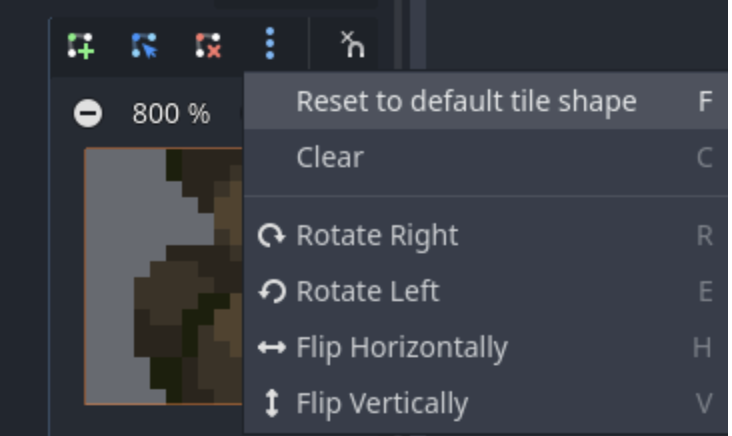 800 %
Reset to default tile shape F
Clear C
Rotate Right R
Rotate Left E
Flip Horizontally H
Flip Vertically V